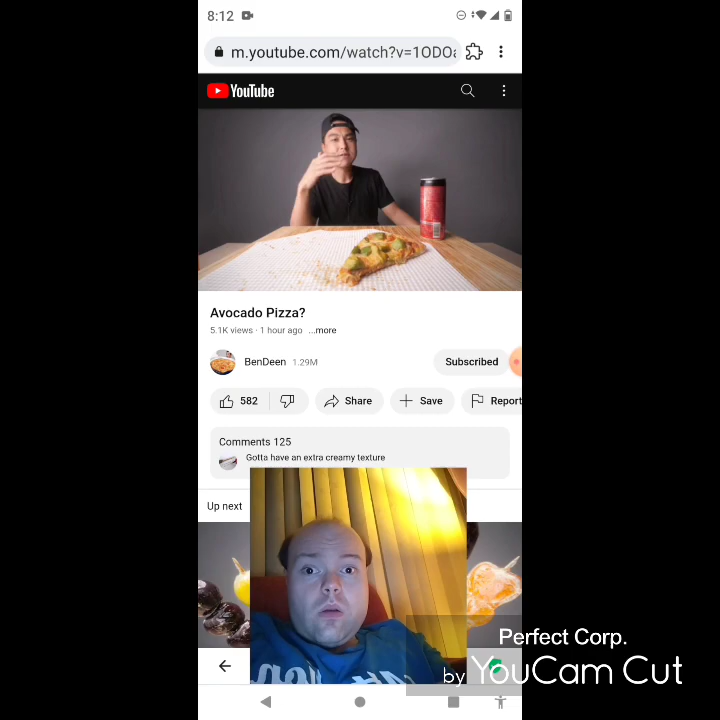 8:12
m.youtube.com/watch?v=1ODO
YouTube
Avocado Pizza?
5.1K views · 1 hour ago ...more
BenDeen 1.29M
Subscribed
582
Share
Save
Report
Comments 125
Gotta have an extra creamy texture
Up next
Perfect Corp.
by YouCam Cut